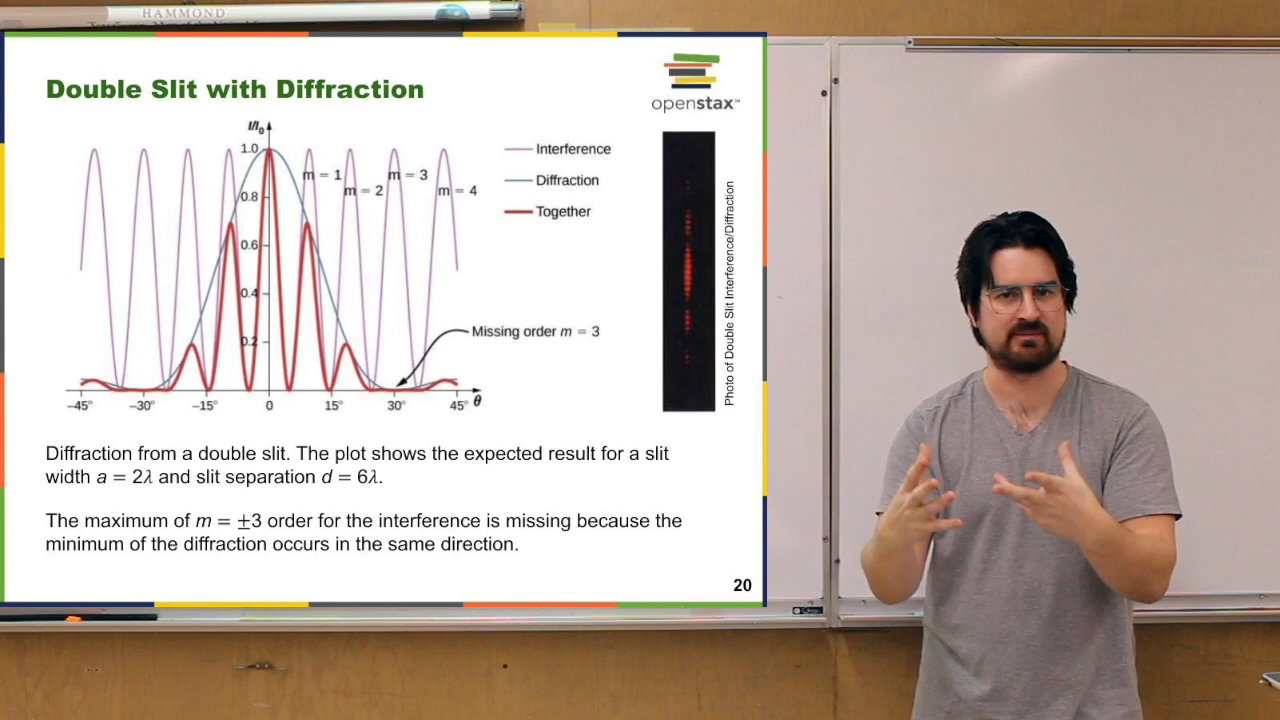 HAMMOND
Double Slit with Diffraction
openstax™
I/I₀
1.0
0.8
0.6
0.4
0.2
m = 1
m = 2
m = 3
m = 4
Interference
Diffraction
Together
Missing order m = 3
−45° −30° −15° 0 15° 30° 45° θ
Photo of Double Slit Interference/Diffraction
Diffraction from a double slit. The plot shows the expected result for a slit
width a = 2λ and slit separation d = 6λ.
The maximum of m = ±3 order for the interference is missing because the
minimum of the diffraction occurs in the same direction.
20